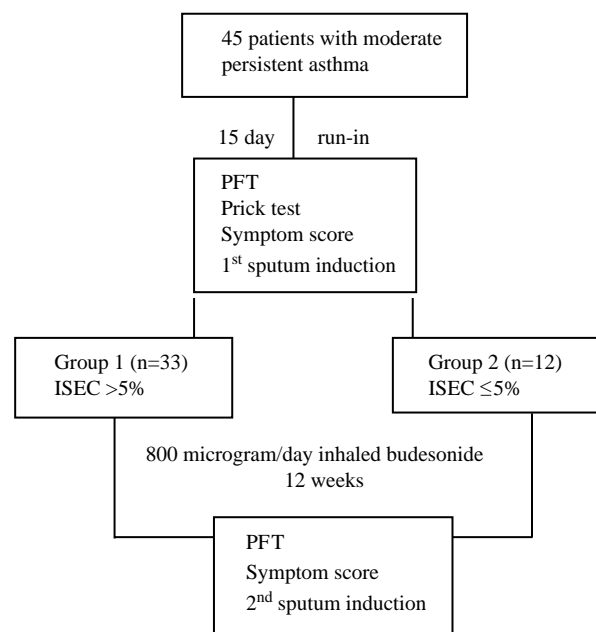 45 patients with moderate
persistent asthma
15 day run-in
PFT
Prick test
Symptom score
1st sputum induction
Group 1 (n=33)
ISEC >5%
Group 2 (n=12)
ISEC ≤5%
800 microgram/day inhaled budesonide
12 weeks
PFT
Symptom score
2nd sputum induction